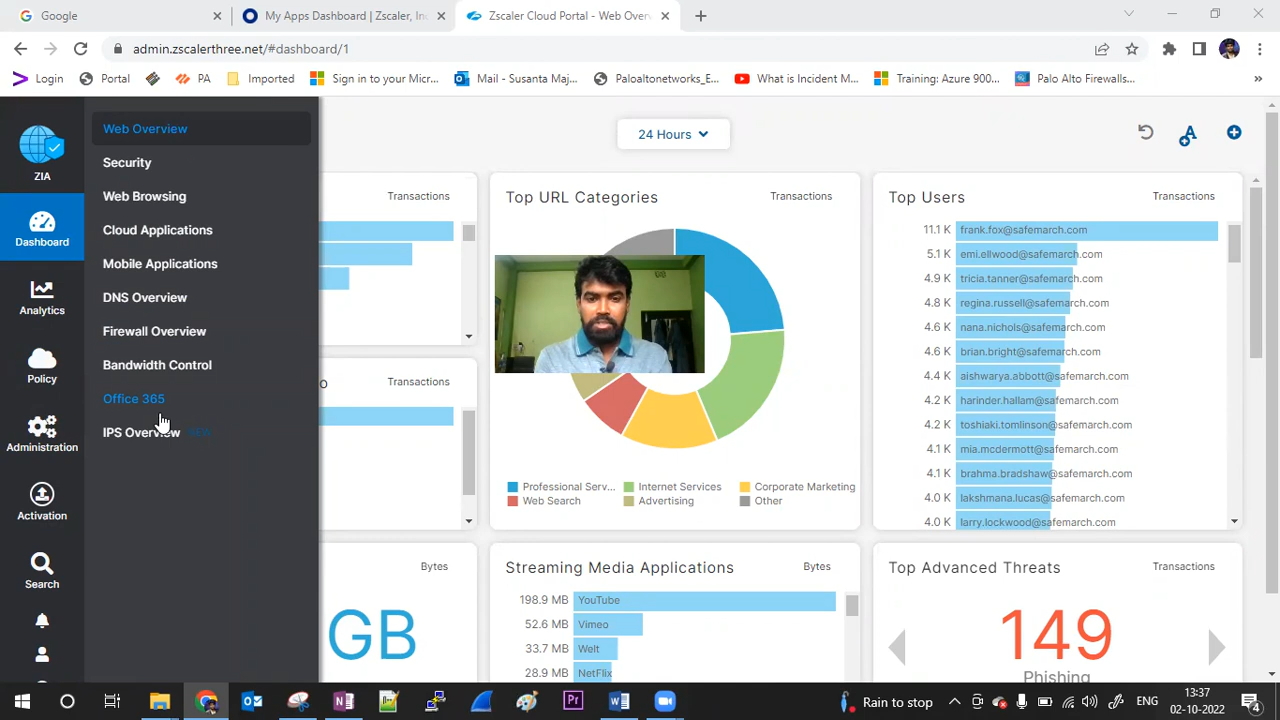 Google
My Apps Dashboard | Zscaler, Inc
Zscaler Cloud Portal - Web Over
admin.zscalerthree.net/#dashboard/1
Login
Portal
PA
Imported
Sign in to your Micr...
Mail - Susanta Maj...
Paloaltonetworks_E...
What is Incident M...
Training: Azure 900...
Palo Alto Firewalls...
ZIA
Dashboard
Analytics
Policy
Administration
Activation
Search
Web Overview
Security
Web Browsing
Cloud Applications
Mobile Applications
DNS Overview
Firewall Overview
Bandwidth Control
Office 365
IPS Overview
24 Hours
Transactions
o Transactions
Bytes
GB
Top URL Categories Transactions
Professional Serv... Internet Services Corporate Marketing
Web Search Advertising Other
Top Users Transactions
11.1 K frank.fox@safemarch.com
5.1 K emi.ellwood@safemarch.com
4.9 K tricia.tanner@safemarch.com
4.8 K regina.russell@safemarch.com
4.6 K nana.nichols@safemarch.com
4.6 K brian.bright@safemarch.com
4.4 K aishwarya.abbott@safemarch.com
4.2 K harinder.hallam@safemarch.com
4.2 K toshiaki.tomlinson@safemarch.com
4.1 K mia.mcdermott@safemarch.com
4.1 K brahma.bradshaw@safemarch.com
4.0 K lakshmana.lucas@safemarch.com
4.0 K larry.lockwood@safemarch.com
Streaming Media Applications Bytes
198.9 MB YouTube
52.6 MB Vimeo
33.7 MB Welt
28.9 MB NetFlix
Top Advanced Threats Transactions
149
Phishing
Rain to stop
ENG
13:37
02-10-2022
4